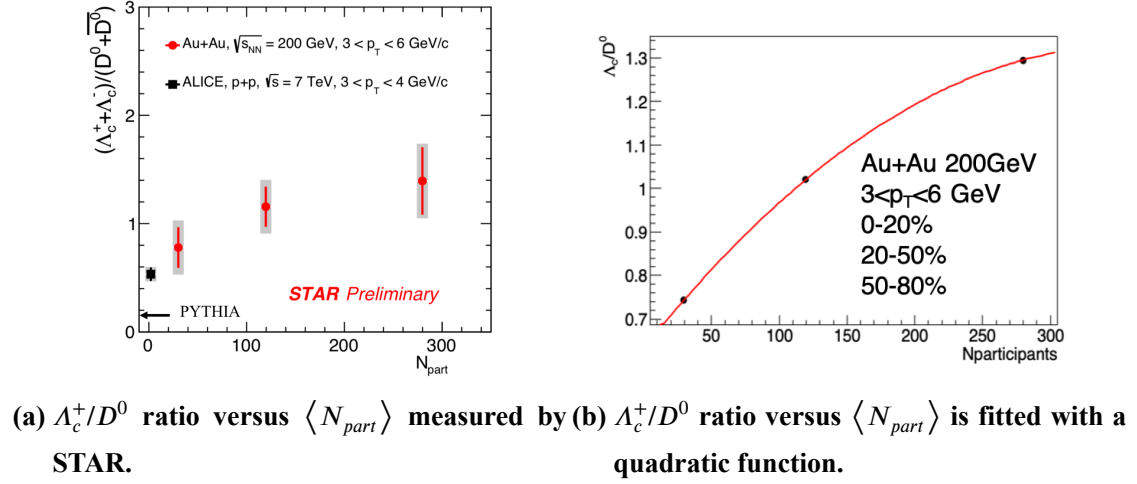 (Λc⁺+Λc⁻)/(D⁰+D̅⁰)
3
2
1
0
Au+Au, √sNN = 200 GeV, 3 < pT < 6 GeV/c
ALICE, p+p, √s = 7 TeV, 3 < pT < 4 GeV/c
STAR Preliminary
PYTHIA
0 100 200 300
Npart
Λc/D⁰
1.3
1.2
1.1
1
0.9
0.8
0.7
Au+Au 200GeV
3<pT<6 GeV
0-20%
20-50%
50-80%
50 100 150 200 250 300
Nparticipants
(a) Λc⁺/D⁰ ratio versus ⟨Npart⟩ measured by
STAR.
(b) Λc⁺/D⁰ ratio versus ⟨Npart⟩ is fitted with a
quadratic function.